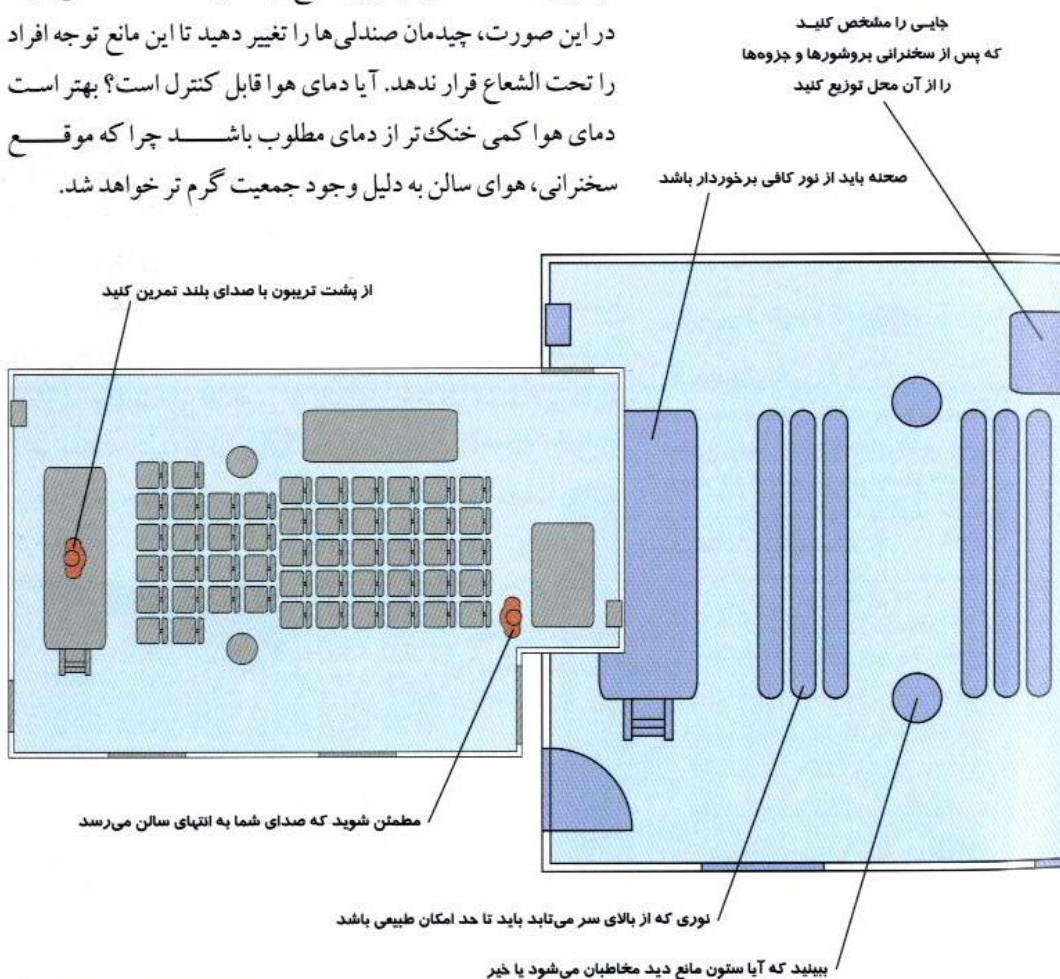 در این صورت، چیدمان صندلی‌ها را تغییر دهید تا این مانع توجه افراد
را تحت الشعاع قرار ندهد. آیا دمای هوا قابل کنترل است؟ بهتر است
دمای هوا کمی خنک‌تر از دمای مطلوب باشد چرا که موقع
سخنرانی، هوای سالن به دلیل وجود جمعیت گرم تر خواهد شد.
جایی را مشخص کنید
که پس از سخنرانی بروشورها و جزوه‌ها
را از آن محل توزیع کنید
صحنه باید از نور کافی برخوردار باشد
از پشت تریبون با صدای بلند تمرین کنید
مطمئن شوید که صدای شما به انتهای سالن می‌رسد
نوری که از بالای سر می‌تابد باید تا حد امکان طبیعی باشد
ببینید که آیا ستون مانع دید مخاطبان می‌شود یا خیر